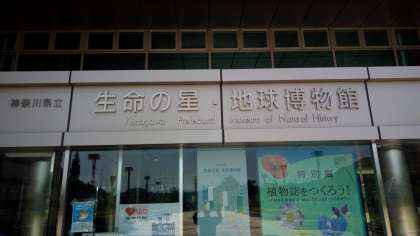 神奈川県立
生命の星・地球博物館
Kanagawa Prefectural Museum of Natural History
特別展
植物誌をつくろう!
AED